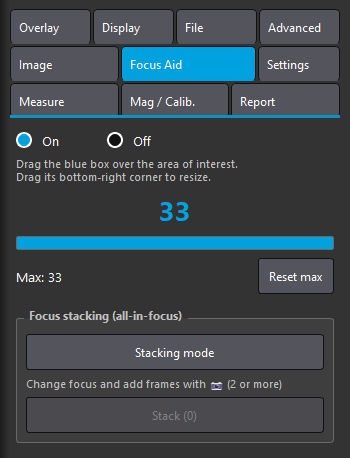 Overlay Display File Advanced
Image Focus Aid Settings
Measure Mag / Calib. Report
On Off
Drag the blue box over the area of interest.
Drag its bottom-right corner to resize.
33
Max: 33 Reset max
Focus stacking (all-in-focus)
Stacking mode
Change focus and add frames with (2 or more)
Stack (0)